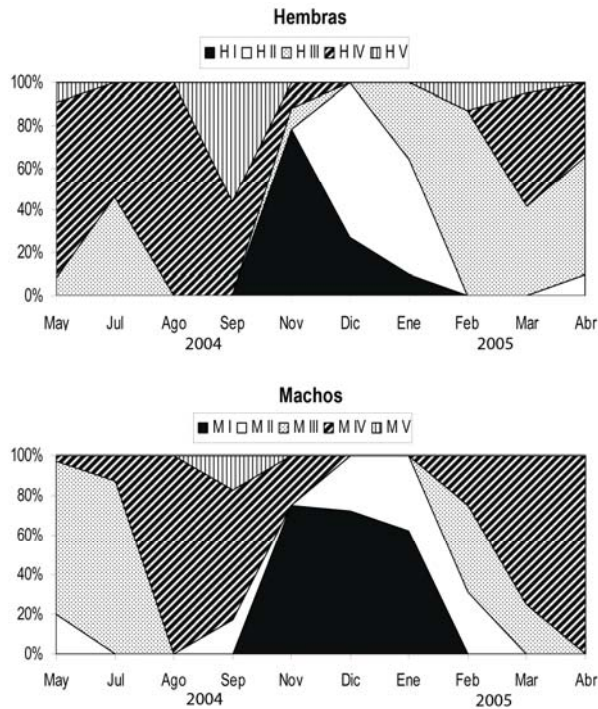 Hembras
H I H II H III H IV H V
100%
80%
60%
40%
20%
0%
May Jul Ago Sep Nov Dic Ene Feb Mar Abr
2004 2005
Machos
M I M II M III M IV M V
100%
80%
60%
40%
20%
0%
May Jul Ago Sep Nov Dic Ene Feb Mar Abr
2004 2005